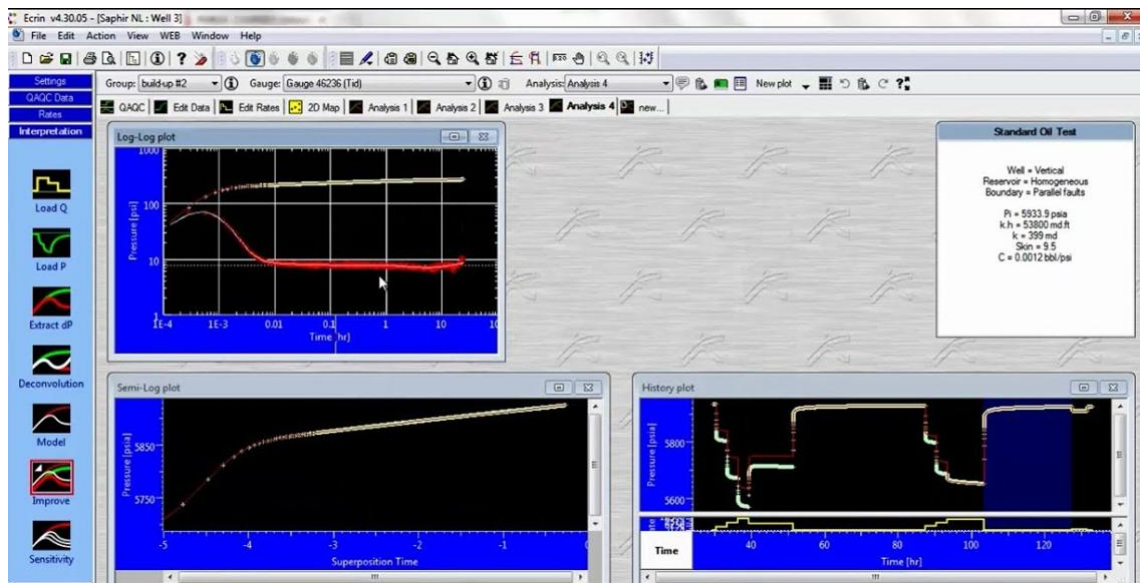 Ecrin v4.30.05 - [Saphir NL : Well 3]
File Edit Action View WEB Window Help
Settings
QAQC Data
Rates
Interpretation
Load Q
Load P
Extract dP
Deconvolution
Model
Improve
Sensitivity
Group: build-up #2 Gauge: Gauge 46236 (Tid) Analysis: Analysis 4 New plot
QAQC Edit Data Edit Rates 2D Map Analysis 1 Analysis 2 Analysis 3 Analysis 4 new...
Log-Log plot
1000
100
10
1
Pressure [psi]
1E-4 1E-3 0.01 0.1 1 10
Time [hr]
Standard Oil Test
Well = Vertical
Reservoir = Homogeneous
Boundary = Parallel faults
Pi = 5933.9 psia
k.h = 53800 md.ft
k = 399 md
Skin = 9.5
C = 0.0012 bbl/psi
Semi-Log plot
5850
5750
Pressure [psia]
-5 -4 -3 -2 -1 0
Superposition Time
History plot
5800
5600
Pressure [psia]
Time
40 60 80 100 120
Time [hr]